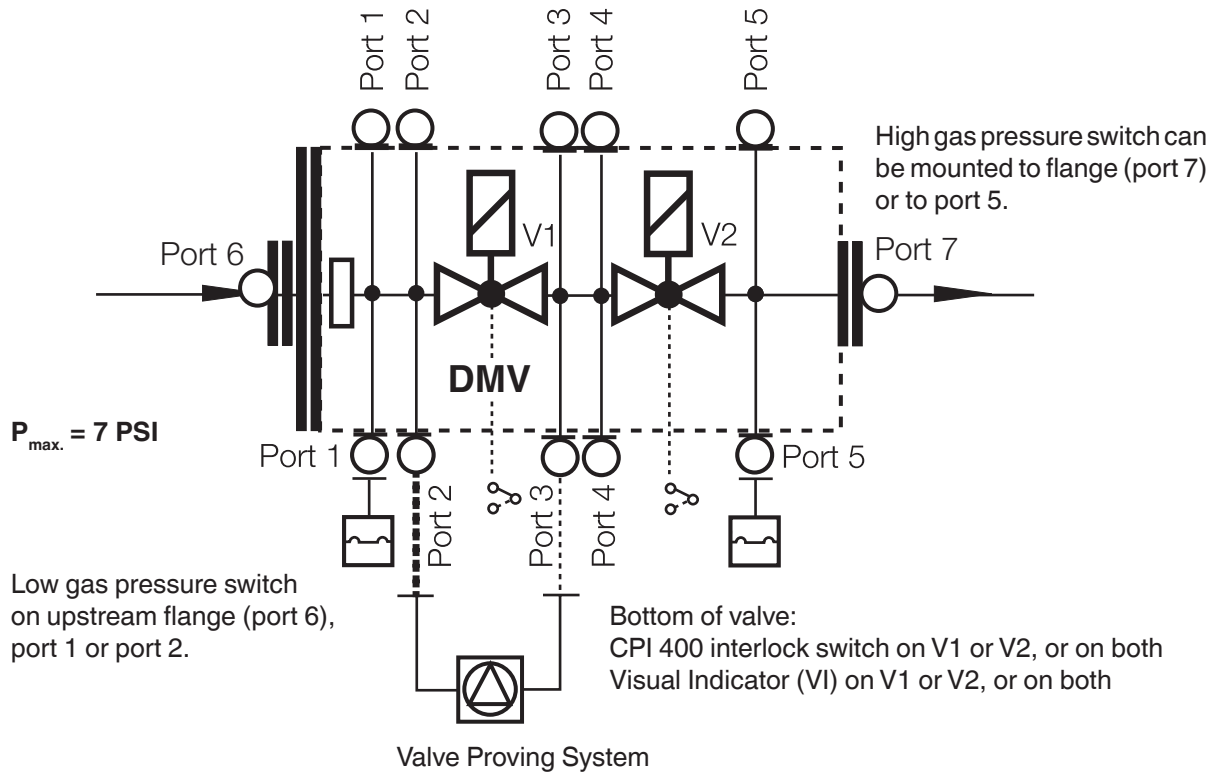 Port 1
Port 2
Port 3
Port 4
Port 5
High gas pressure switch can
be mounted to flange (port 7)
or to port 5.
Port 6
V1
V2
Port 7
DMV
Pmax. = 7 PSI
Port 1
Port 2
Port 3
Port 4
Port 5
Low gas pressure switch
on upstream flange (port 6),
port 1 or port 2.
Bottom of valve:
CPI 400 interlock switch on V1 or V2, or on both
Visual Indicator (VI) on V1 or V2, or on both
Valve Proving System